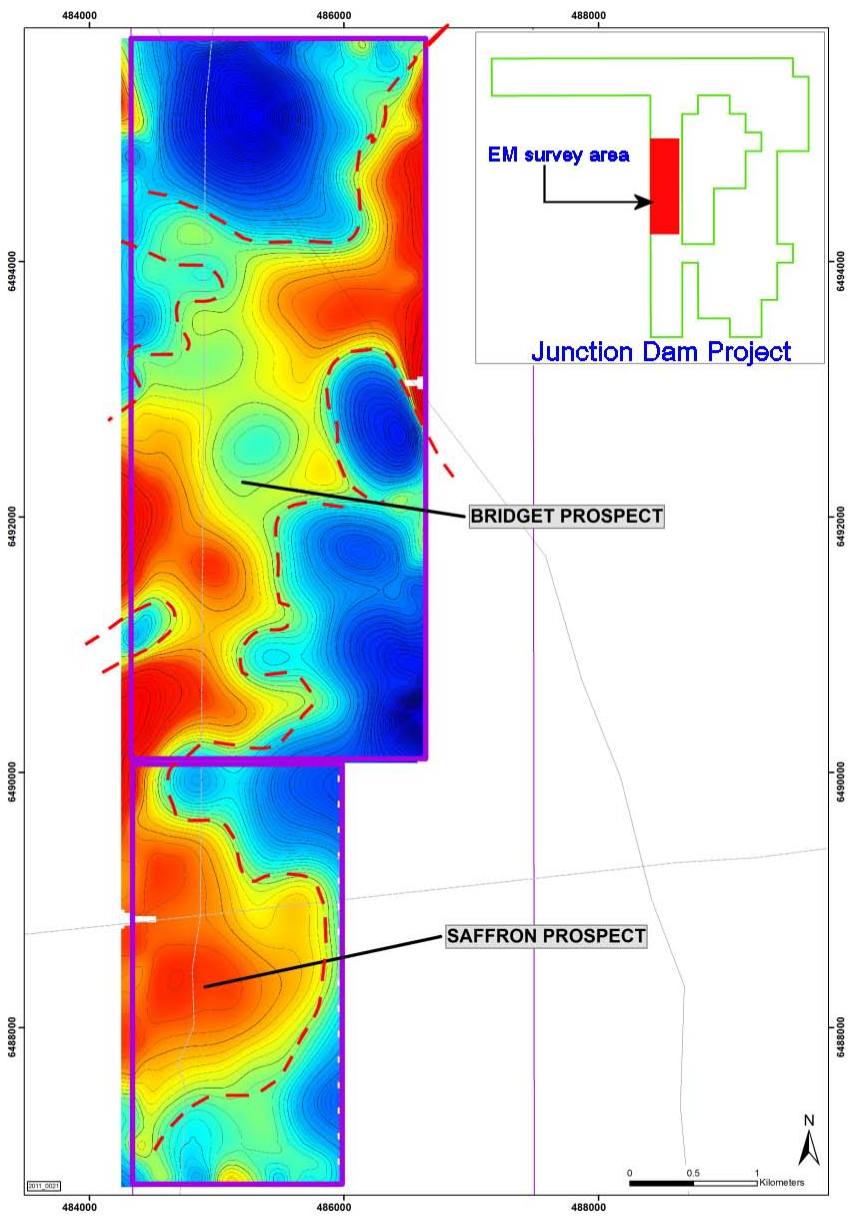 484000 486000 488000
EM survey area
Junction Dam Project
6494000 6494000
BRIDGET PROSPECT
6492000 6492000
6490000 6490000
SAFFRON PROSPECT
6488000 6488000
N
0 0.5 1
Kilometers
2011_0021
484000 486000 488000